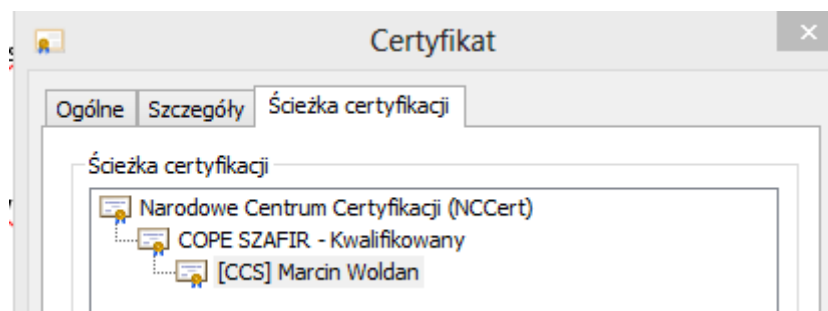 Certyfikat
Ogólne Szczegóły Ścieżka certyfikacji
Ścieżka certyfikacji
Narodowe Centrum Certyfikacji (NCCert)
COPE SZAFIR - Kwalifikowany
[CCS] Marcin Woldan